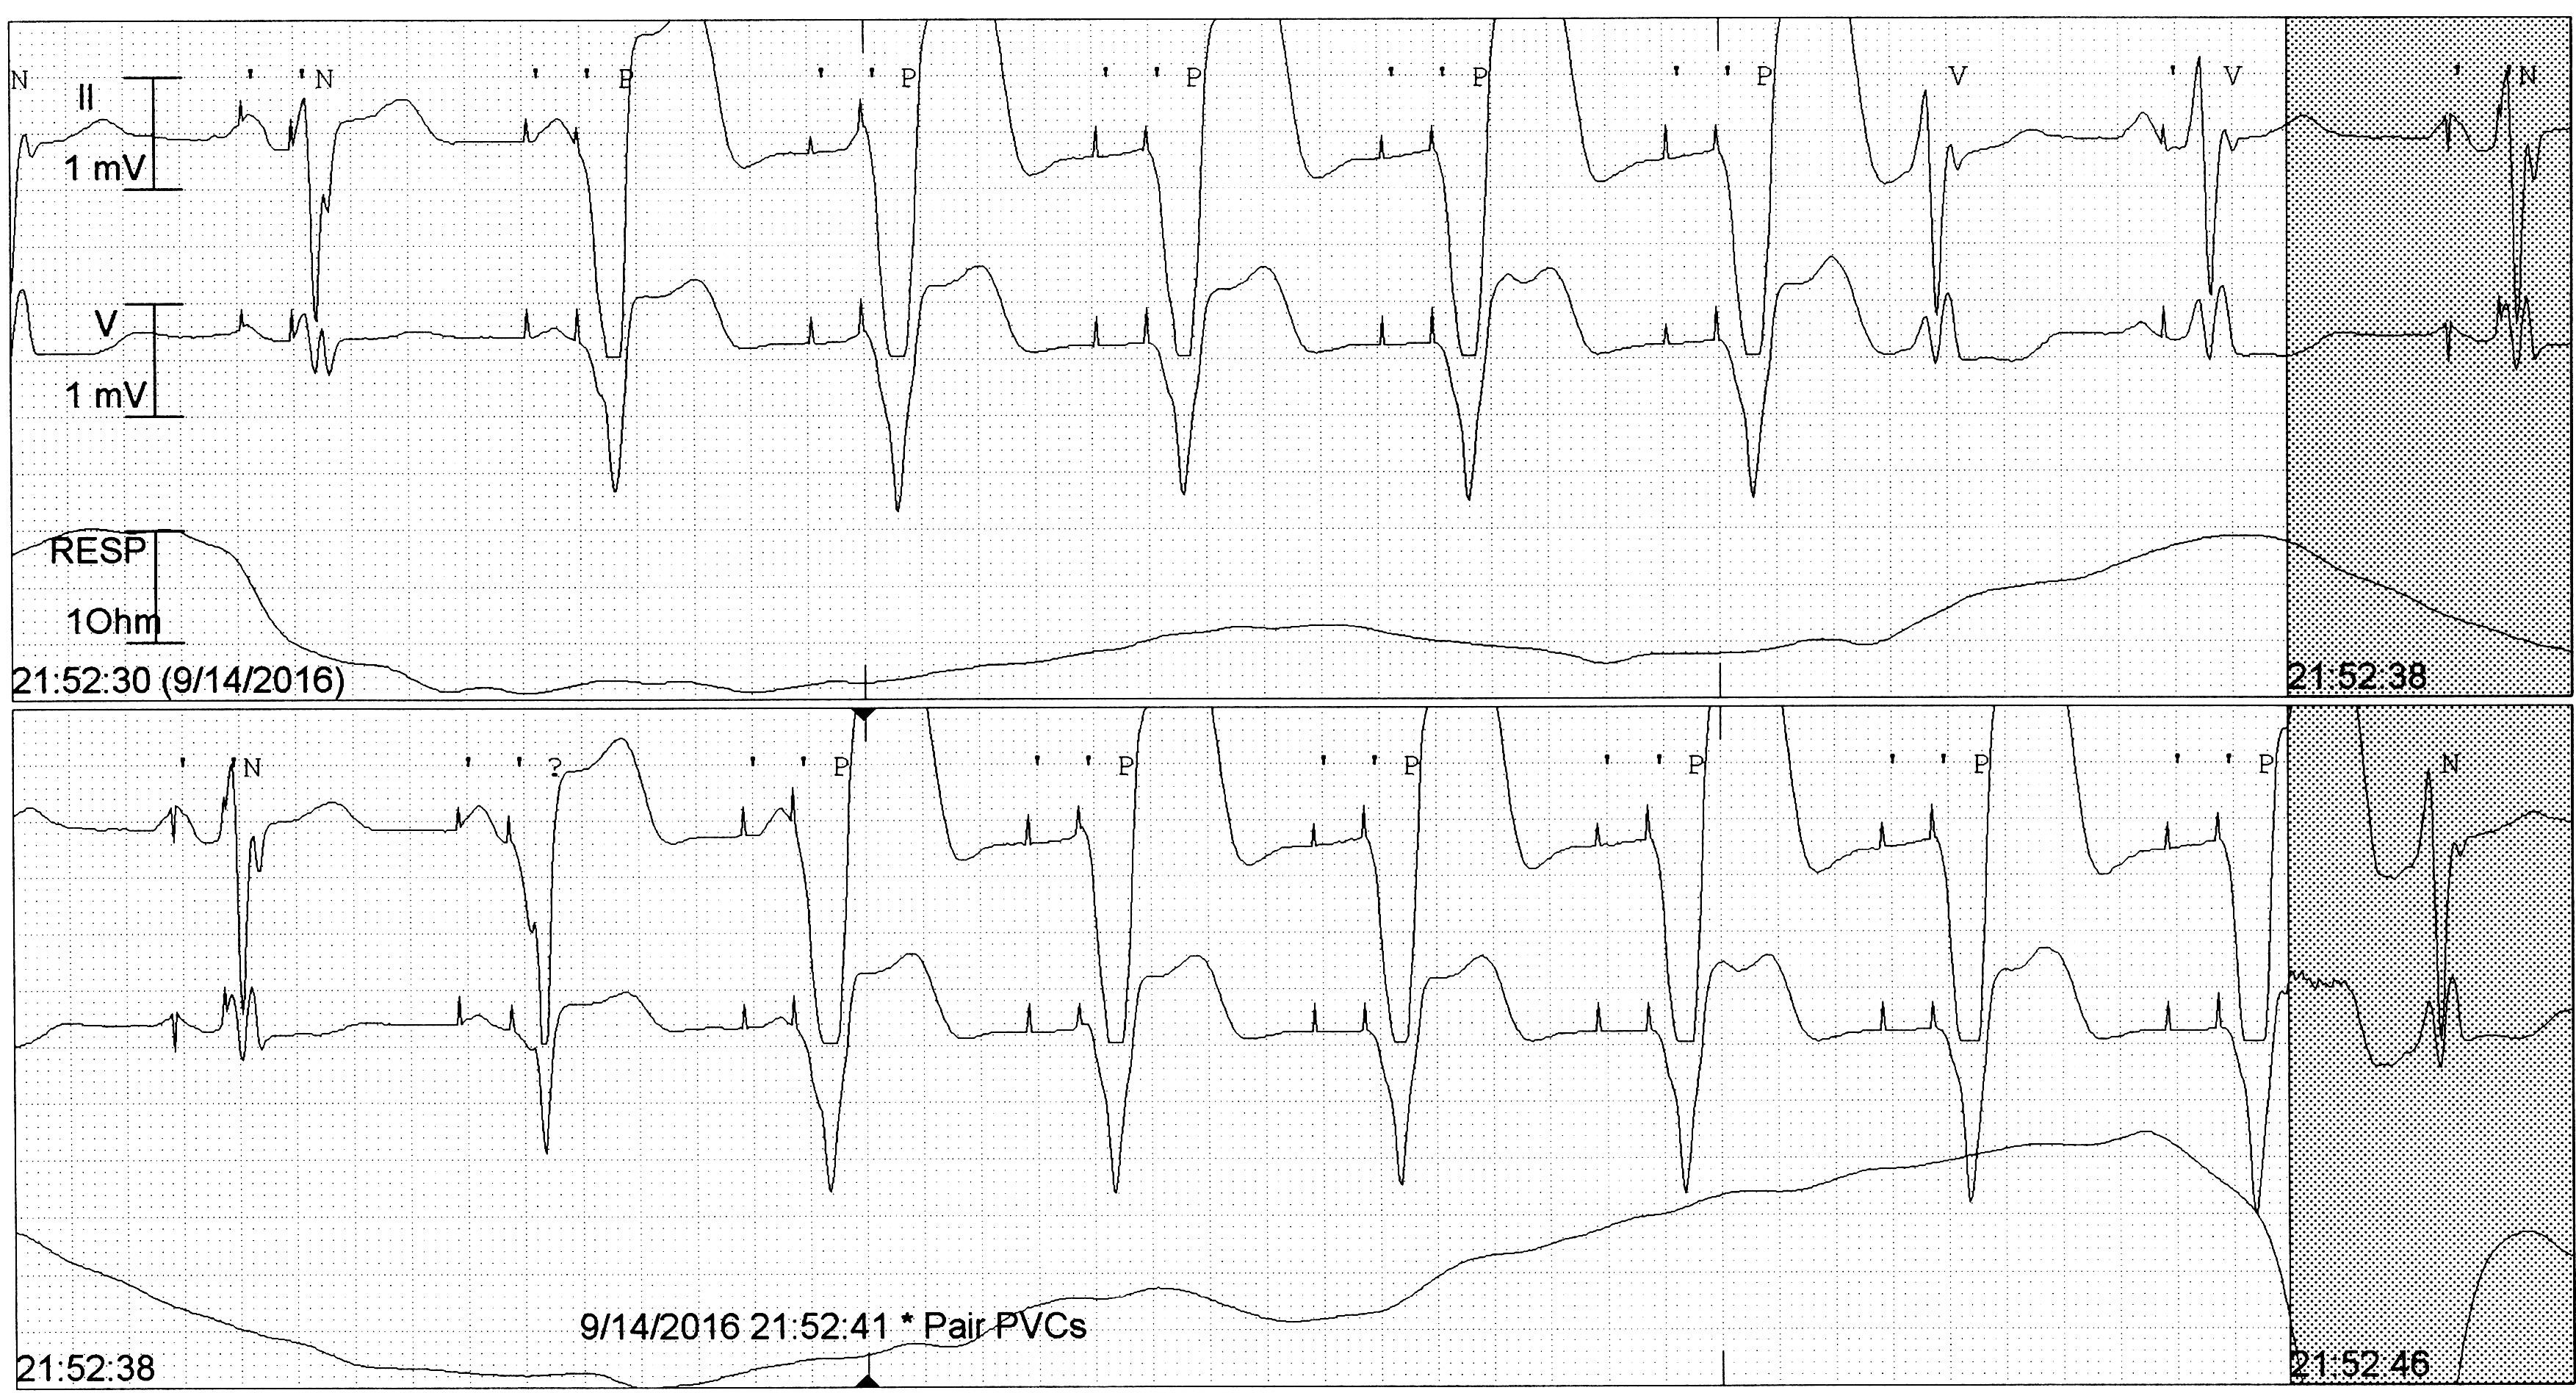 N ' ' N ' ' P ' ' P ' ' P ' ' P ' ' P V ' V ' N
II
1 mV
V
1 mV
RESP
1Ohm
21:52:30 (9/14/2016) 21:52:38
' ' N ' ' ? ' ' P ' ' P ' ' P ' ' P ' ' P ' ' P N
9/14/2016 21:52:41 * Pair PVCs
21:52:38 21:52:46